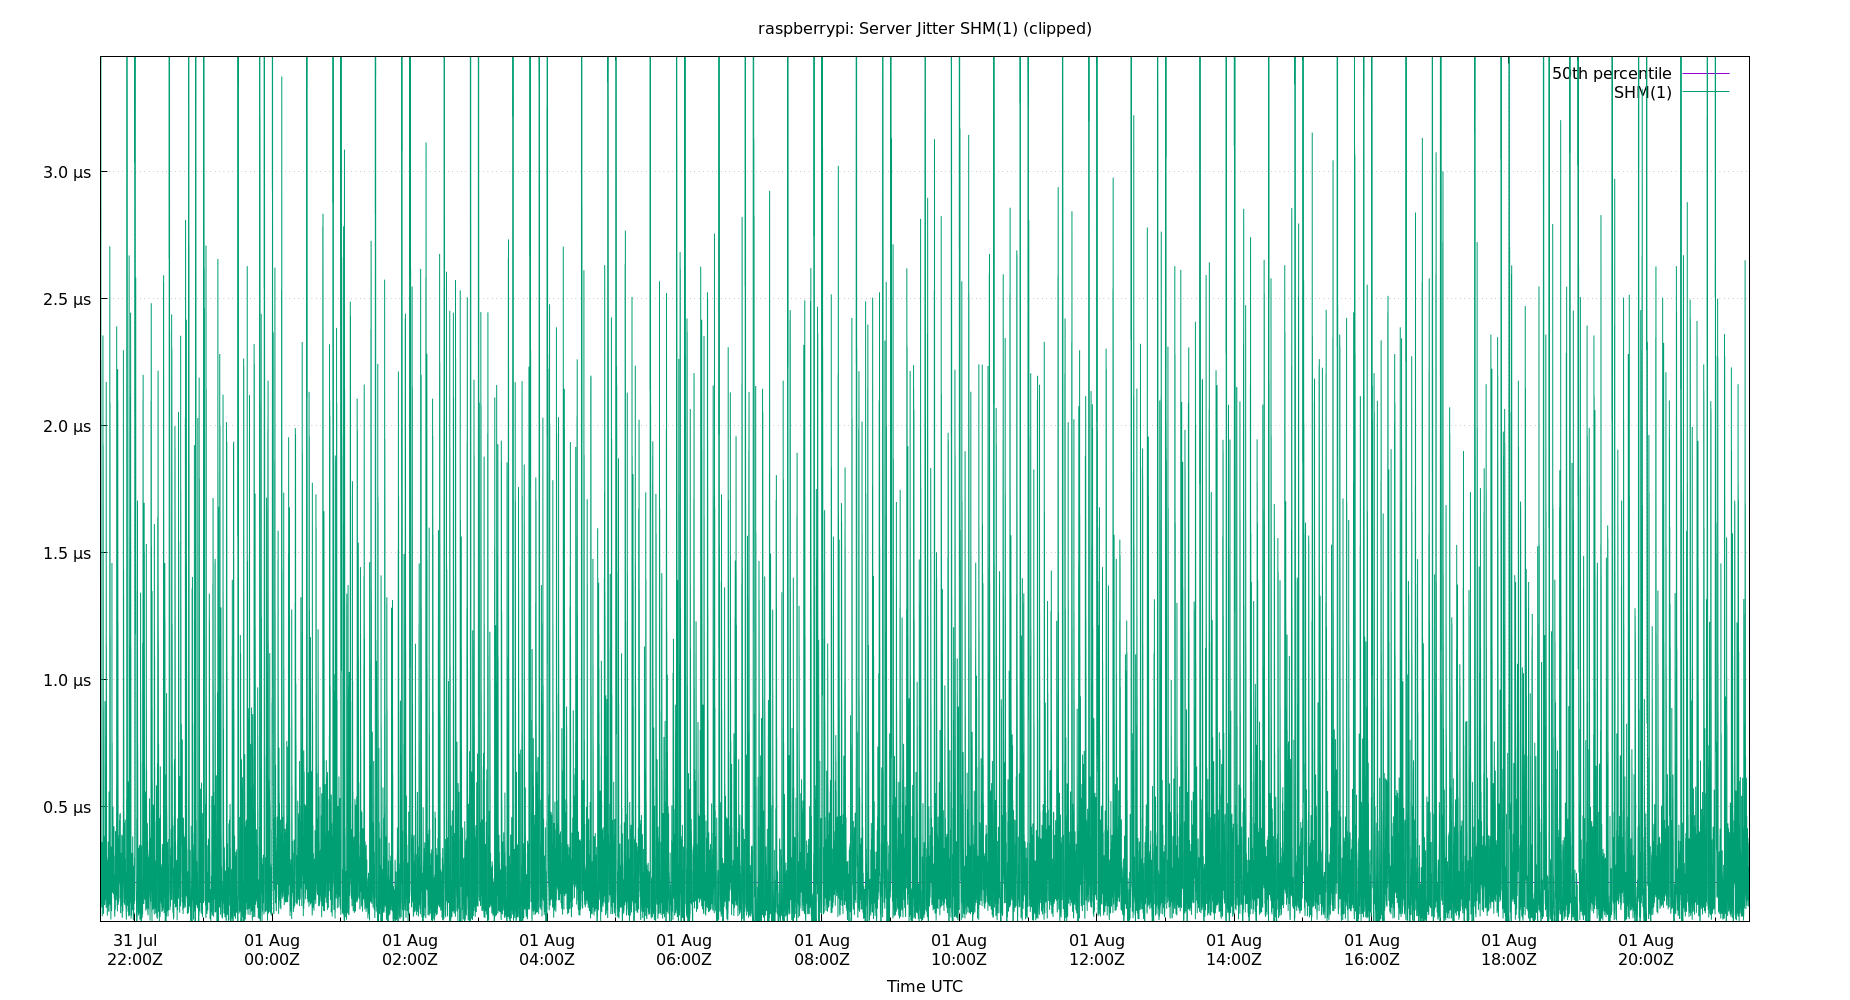 raspberrypi: Server Jitter SHM(1) (clipped)
50th percentile
SHM(1)
3.0 µs
2.5 µs
2.0 µs
1.5 µs
1.0 µs
0.5 µs
31 Jul 01 Aug 01 Aug 01 Aug 01 Aug 01 Aug 01 Aug 01 Aug 01 Aug 01 Aug 01 Aug 01 Aug
22:00Z 00:00Z 02:00Z 04:00Z 06:00Z 08:00Z 10:00Z 12:00Z 14:00Z 16:00Z 18:00Z 20:00Z
Time UTC